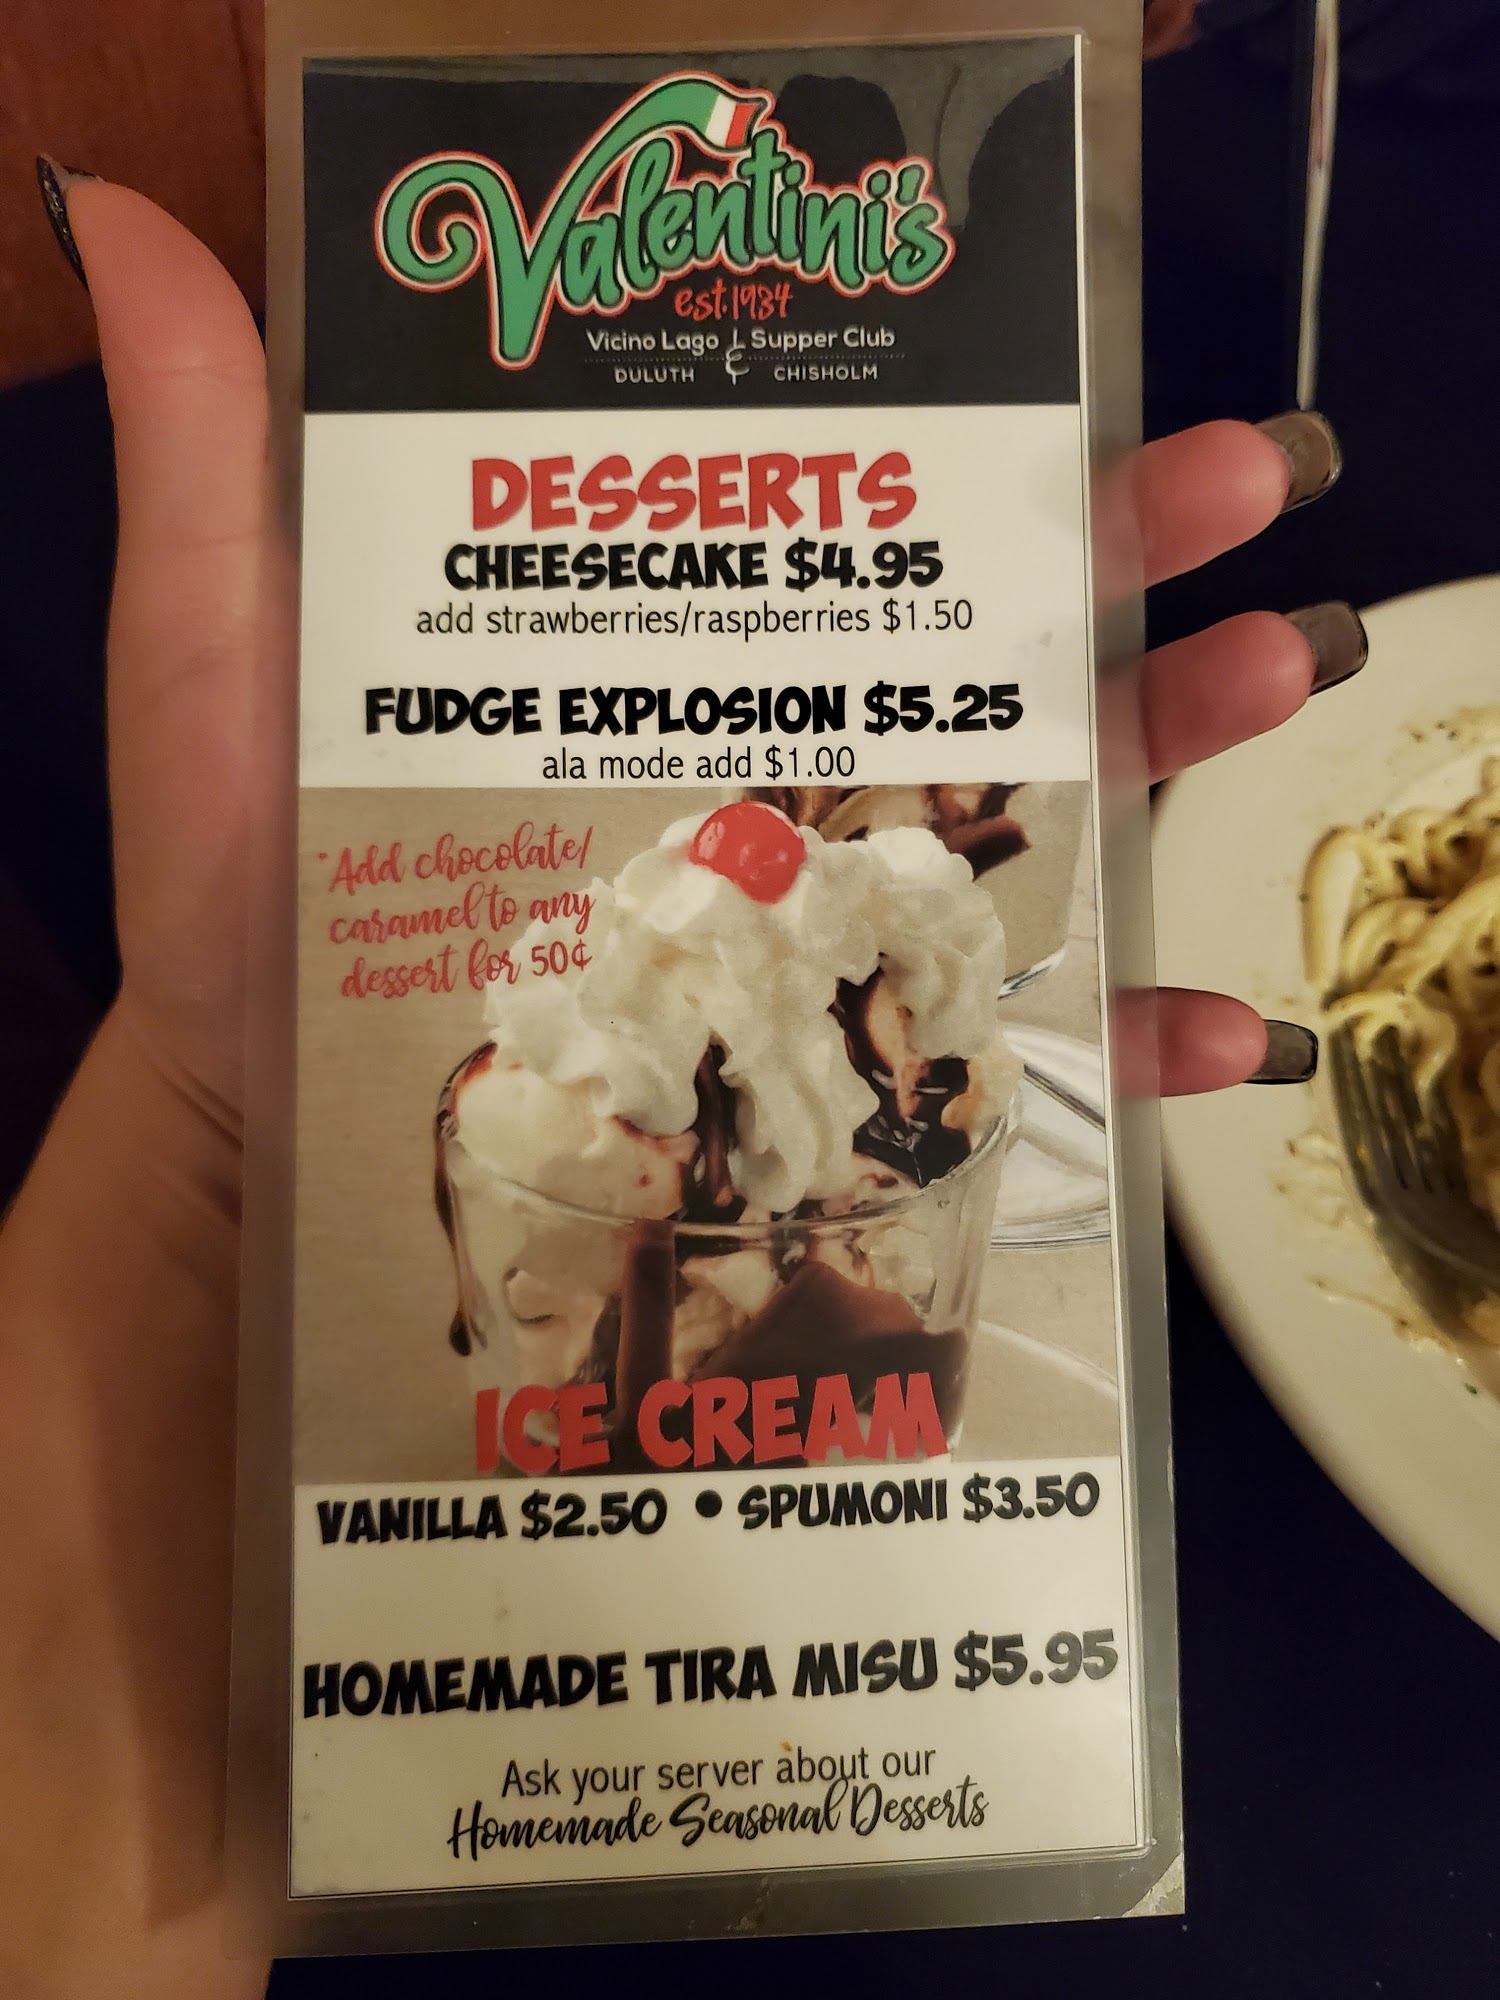 Valentini's
est. 1934
Vicino Lago & Supper Club
DULUTH CHISHOLM
DESSERTS
CHEESECAKE $4.95
add strawberries/raspberries $1.50
FUDGE EXPLOSION $5.25
ala mode add $1.00
*Add chocolate/
caramel to any
dessert for 50¢
ICE CREAM
VANILLA $2.50 • SPUMONI $3.50
HOMEMADE TIRA MISU $5.95
Ask your server about our
Homemade Seasonal Desserts